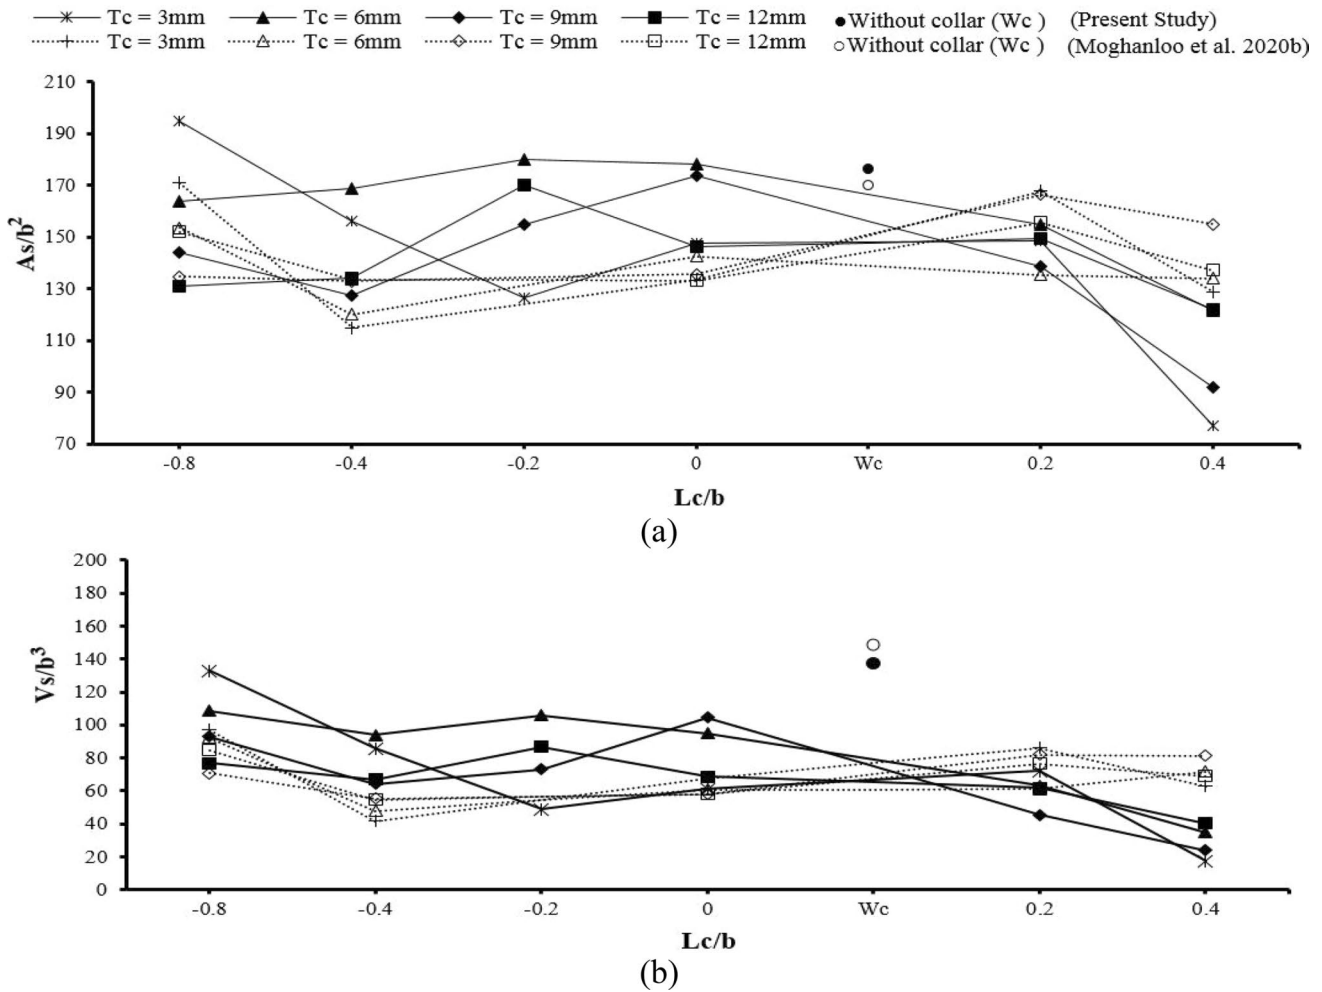 Tc = 3mm Tc = 6mm Tc = 9mm Tc = 12mm Without collar (Wc ) (Present Study)
Tc = 3mm Tc = 6mm Tc = 9mm Tc = 12mm Without collar (Wc ) (Moghanloo et al. 2020b)
210
190
170
150
130
110
90
70
As/b²
-0.8 -0.4 -0.2 0 Wc 0.2 0.4
Lc/b
(a)
200
180
160
140
120
100
80
60
40
20
0
Vs/b³
-0.8 -0.4 -0.2 0 Wc 0.2 0.4
Lc/b
(b)